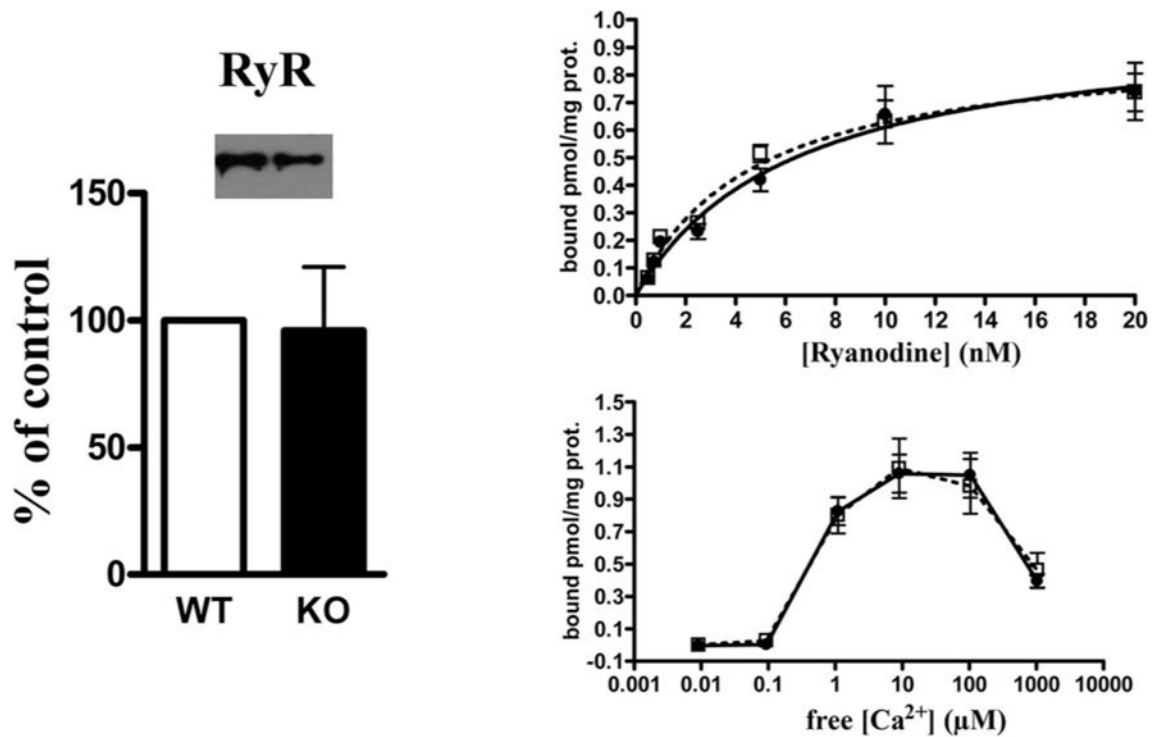 RyR
% of control
150
100
50
0
WT KO
bound pmol/mg prot.
1.0
0.9
0.8
0.7
0.6
0.5
0.4
0.3
0.2
0.1
0.0
0 2 4 6 8 10 12 14 16 18 20
[Ryanodine] (nM)
bound pmol/mg prot.
1.5
1.3
1.1
0.9
0.7
0.5
0.3
0.1
-0.1
0.001 0.01 0.1 1 10 100 1000 10000
free [Ca²⁺] (µM)